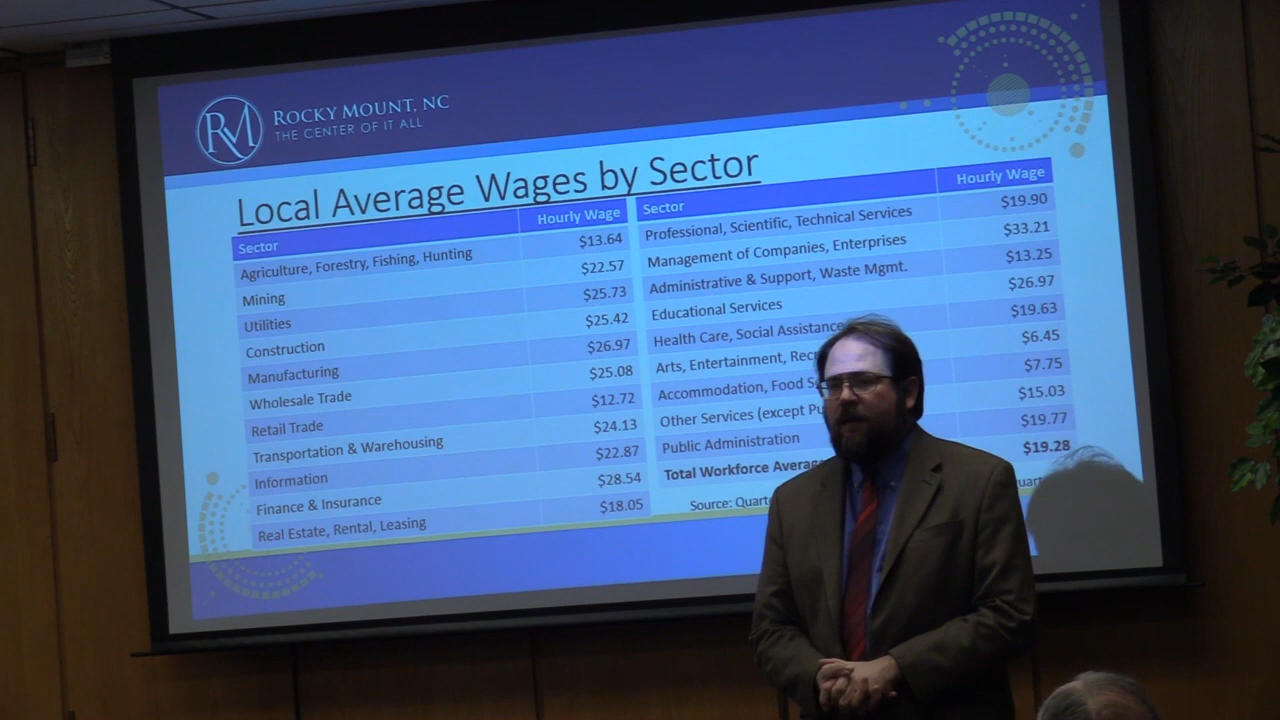 RM
ROCKY MOUNT, NC
THE CENTER OF IT ALL
Local Average Wages by Sector
Sector Hourly Wage
Agriculture, Forestry, Fishing, Hunting $13.64
Mining $22.57
Utilities $25.73
Construction $25.42
Manufacturing $26.97
Wholesale Trade $25.08
Retail Trade $12.72
Transportation & Warehousing $24.13
Information $22.87
Finance & Insurance $28.54
Real Estate, Rental, Leasing $18.05
Sector Hourly Wage
Professional, Scientific, Technical Services $19.90
Management of Companies, Enterprises $33.21
Administrative & Support, Waste Mgmt. $13.25
Educational Services $26.97
Health Care, Social Assistance $19.63
Arts, Entertainment, $6.45
Accommodation, Food $7.75
Other Services (except $15.03
Public Administration $19.77
Total Workforce $19.28
Source: